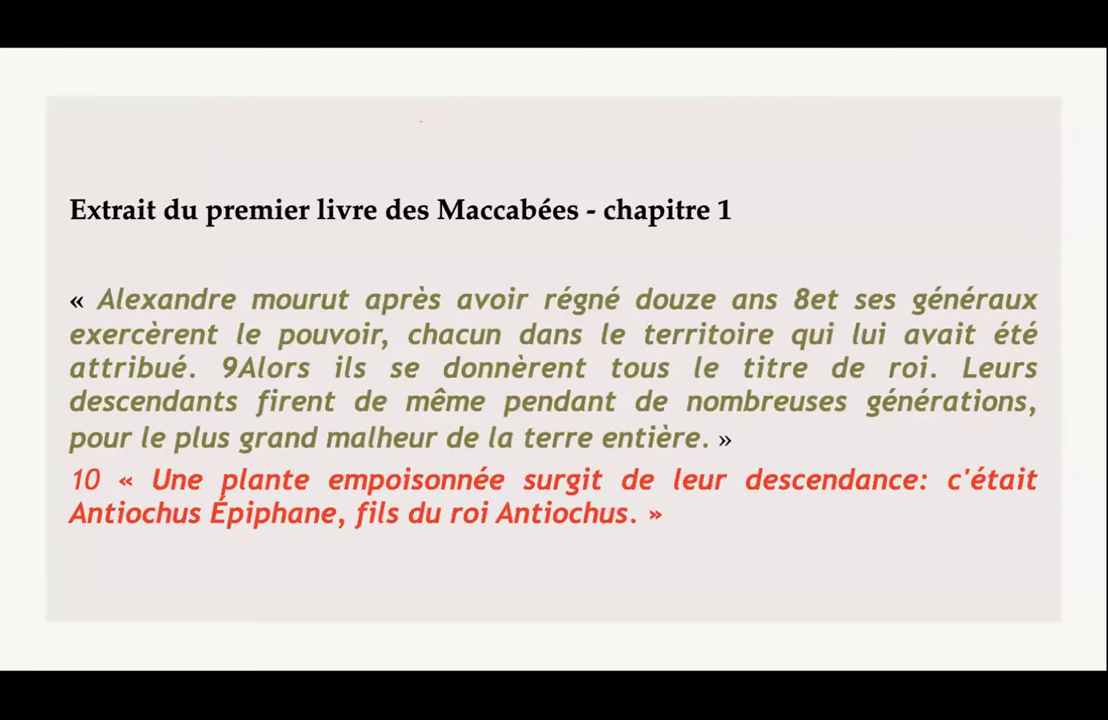 Extrait du premier livre des Maccabées - chapitre 1
« Alexandre mourut après avoir régné douze ans 8et ses généraux
exercèrent le pouvoir, chacun dans le territoire qui lui avait été
attribué. 9Alors ils se donnèrent tous le titre de roi. Leurs
descendants firent de même pendant de nombreuses générations,
pour le plus grand malheur de la terre entière. »
10 « Une plante empoisonnée surgit de leur descendance: c'était
Antiochus Épiphane, fils du roi Antiochus. »